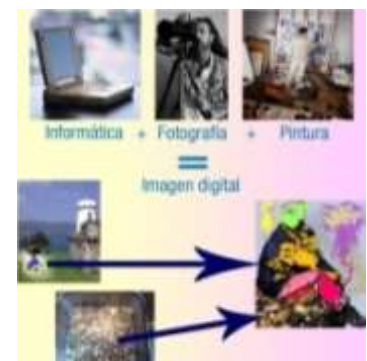 Informática + Fotografía + Pintura
=
Imagen digital